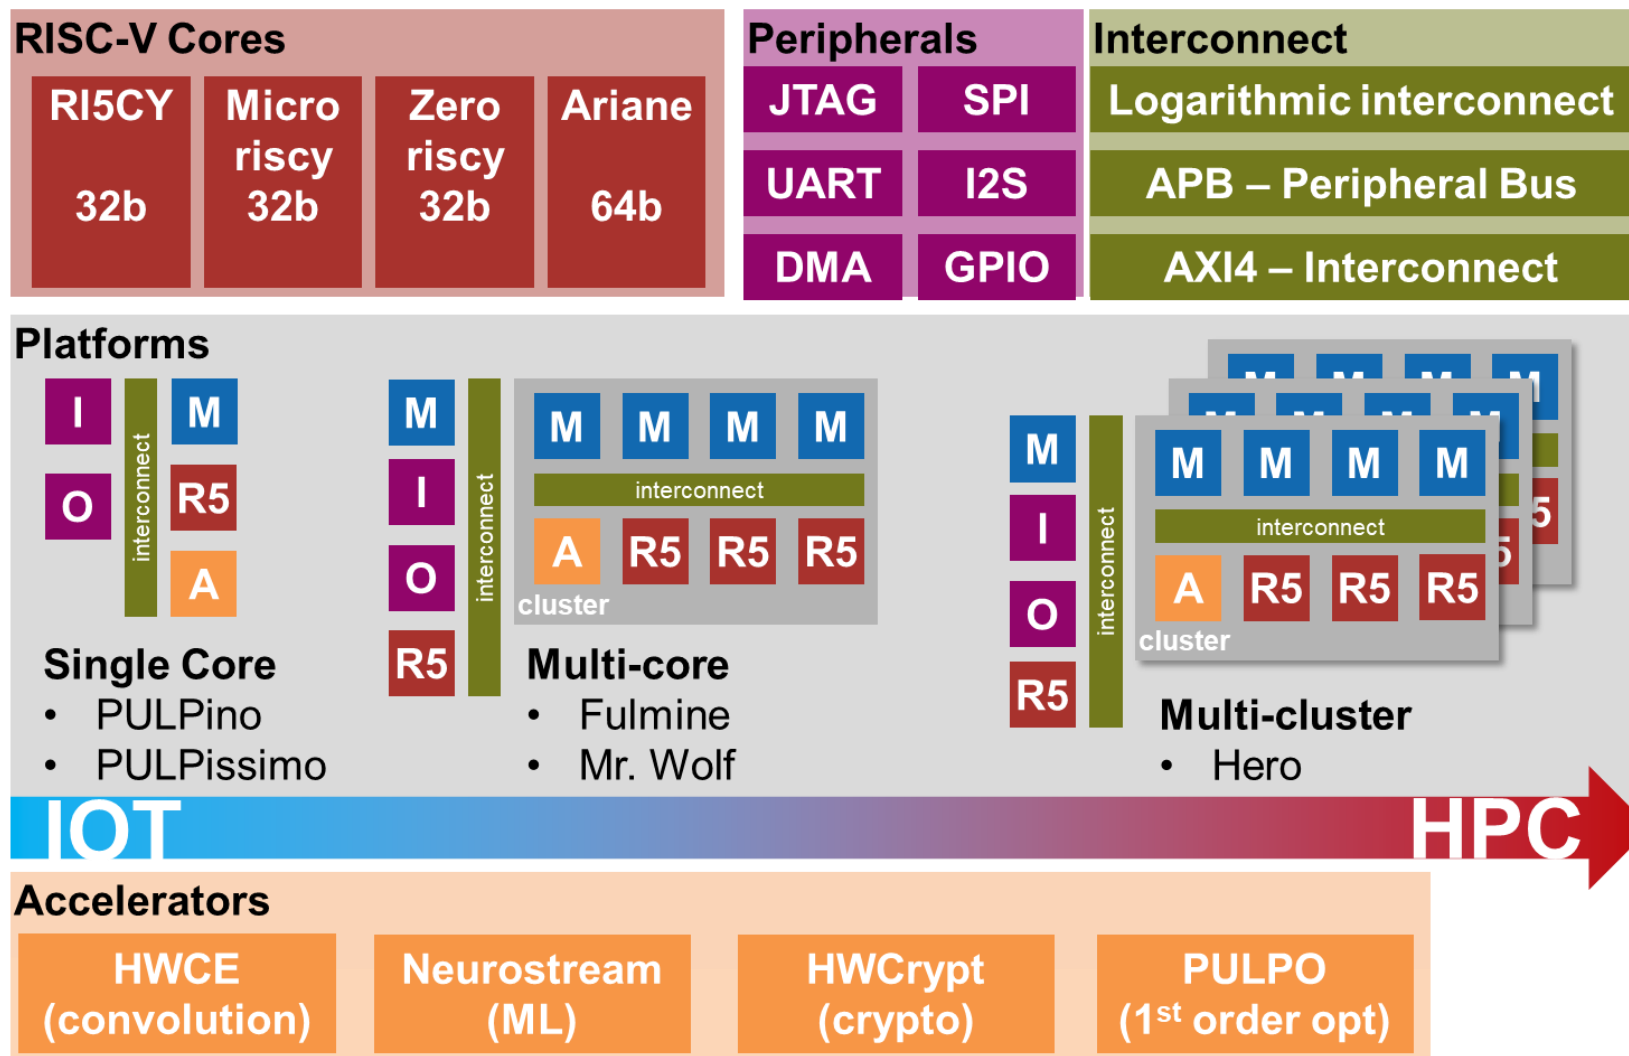 RISC-V Cores
RI5CY
32b
Micro
riscy
32b
Zero
riscy
32b
Ariane
64b
Peripherals
JTAG
SPI
UART
I2S
DMA
GPIO
Interconnect
Logarithmic interconnect
APB – Peripheral Bus
AXI4 – Interconnect
Platforms
I
O
interconnect
M
R5
A
Single Core
• PULPino
• PULPissimo
M
I
O
R5
interconnect
M M M M
interconnect
A R5 R5 R5
cluster
Multi-core
• Fulmine
• Mr. Wolf
M
I
O
R5
interconnect
M M M M
M M M M
M M M M
interconnect
A R5 R5 R5
5
5
cluster
Multi-cluster
• Hero
IOT
HPC
Accelerators
HWCE
(convolution)
Neurostream
(ML)
HWCrypt
(crypto)
PULPO
(1st order opt)